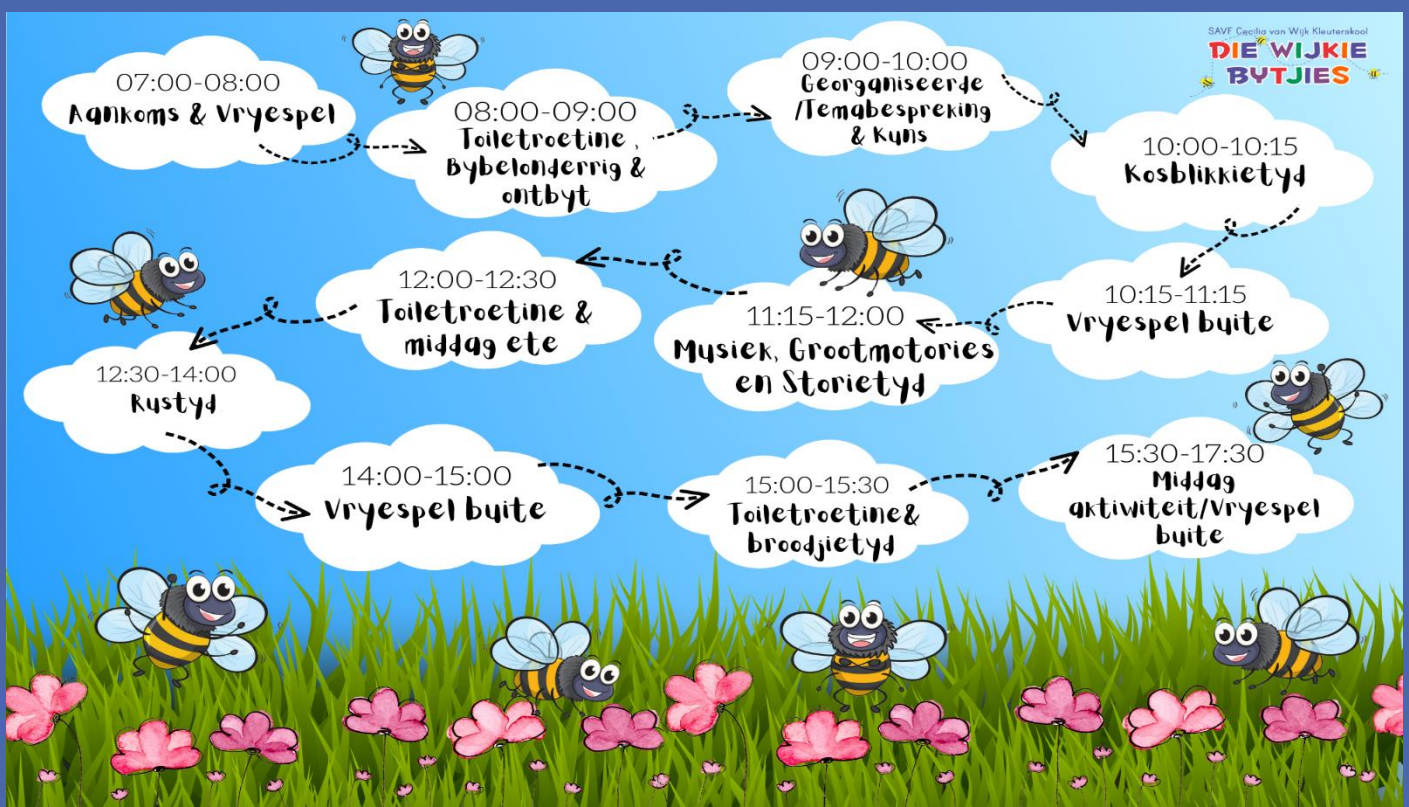 SAVF Cecilia van Wijk Kleuterskool
DIE WIJKIE
BYTJIES
07:00-08:00
Aankoms & Vryespel
08:00-09:00
Toiletroetine,
Bybelonderrig &
ontbyt
09:00-10:00
Georganiseerde
/Temabespreking
& Kuns
10:00-10:15
Kosblikkietyd
10:15-11:15
Vryespel buite
11:15-12:00
Musiek, Grootmotories
en Storietyd
12:00-12:30
Toiletroetine &
middag ete
12:30-14:00
Rustyd
14:00-15:00
Vryespel buite
15:00-15:30
Toiletroetine&
broodjietyd
15:30-17:30
Middag
aktiwiteit/Vryespel
buite